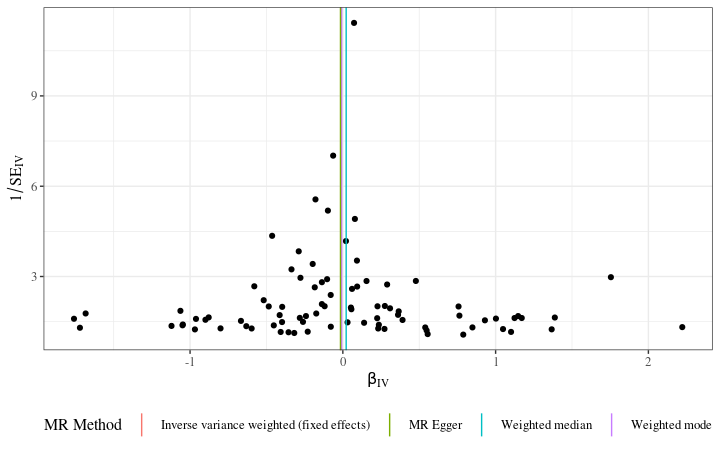 9
6
3
1/SE_IV
-1
0
1
2
β_IV
MR Method
Inverse variance weighted (fixed effects)
MR Egger
Weighted median
Weighted mode